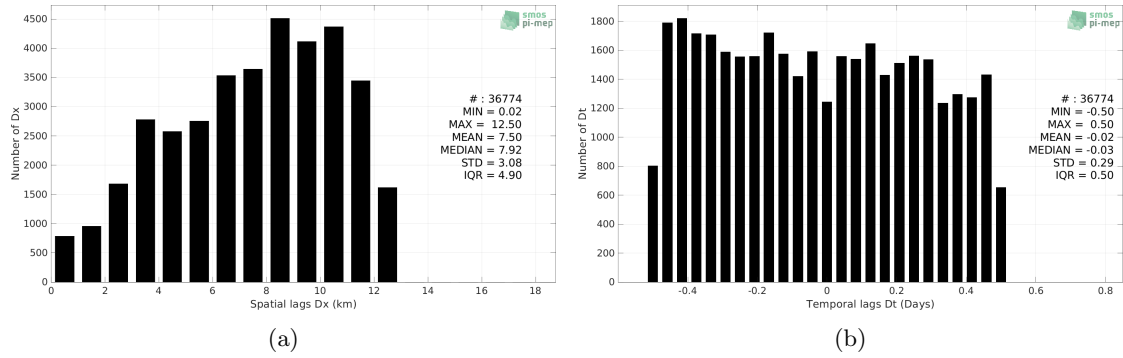 smos
pi-mep
Number of Dx
4500
4000
3500
3000
2500
2000
1500
1000
500
0
# : 36774
MIN = 0.02
MAX = 12.50
MEAN = 7.50
MEDIAN = 7.92
STD = 3.08
IQR = 4.90
0 2 4 6 8 10 12 14 16 18
Spatial lags Dx (km)
(a)
smos
pi-mep
Number of Dt
1800
1600
1400
1200
1000
800
600
400
200
0
# : 36774
MIN = -0.50
MAX = 0.50
MEAN = -0.02
MEDIAN = -0.03
STD = 0.29
IQR = 0.50
-0.4 -0.2 0 0.2 0.4 0.6 0.8
Temporal lags Dt (Days)
(b)